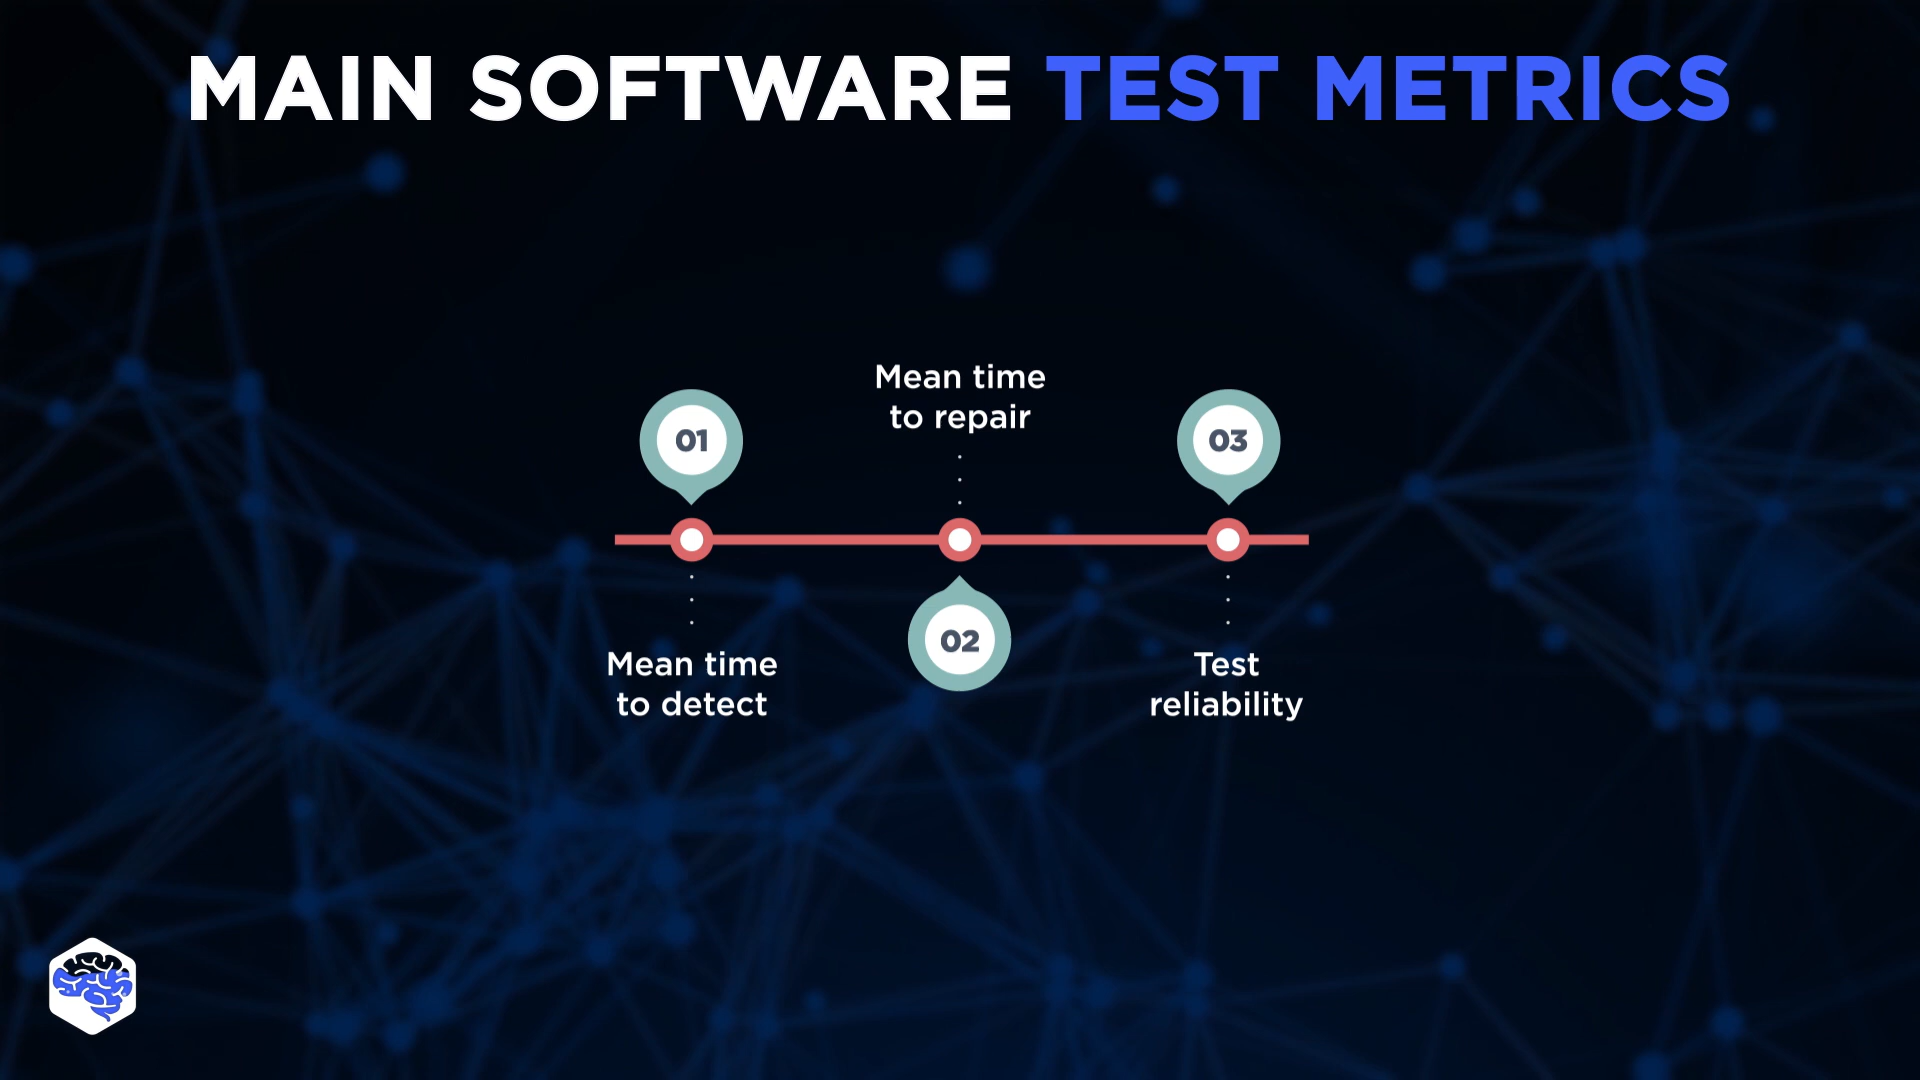 MAIN SOFTWARE TEST METRICS
01
Mean time
to detect
Mean time
to repair
02
03
Test
reliability